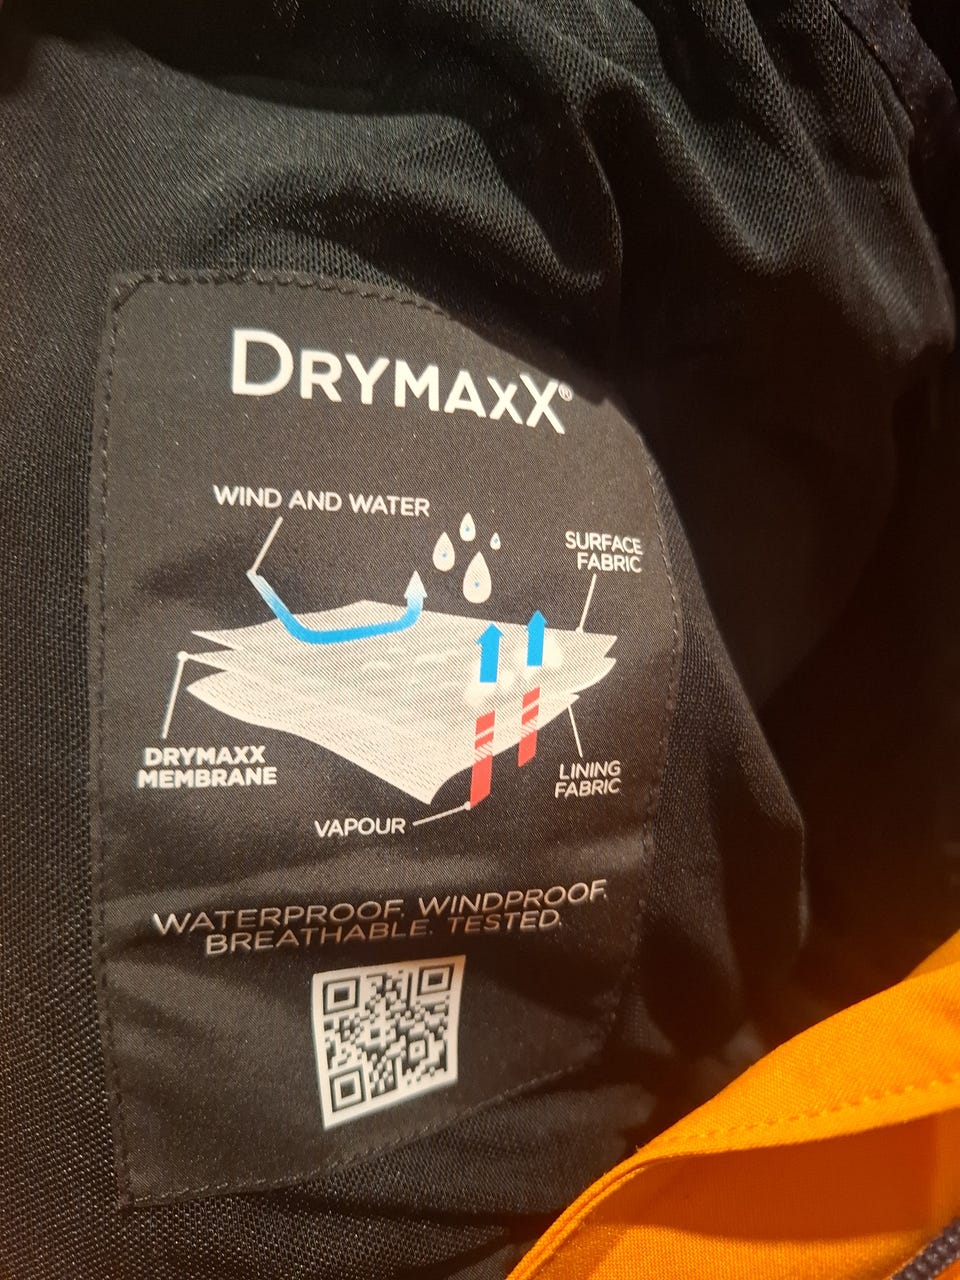 DRYMAXX®
WIND AND WATER
SURFACE
FABRIC
DRYMAXX
MEMBRANE
LINING
FABRIC
VAPOUR
WATERPROOF. WINDPROOF.
BREATHABLE. TESTED.